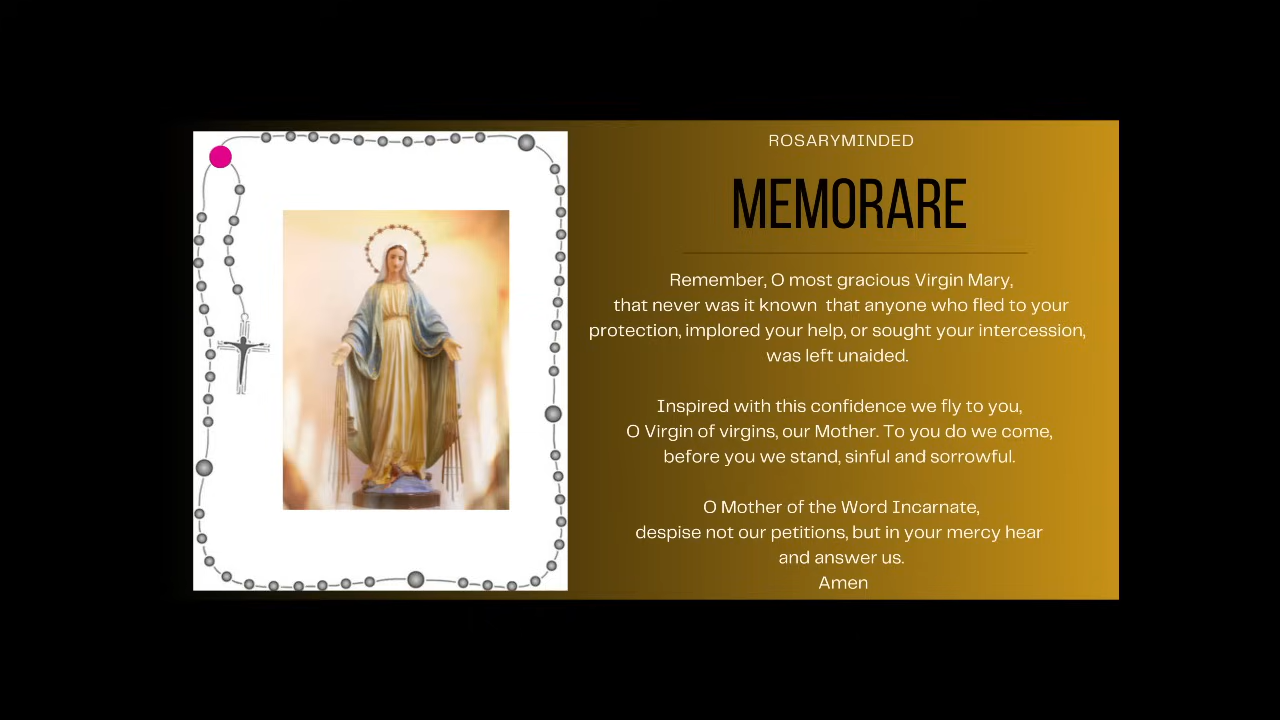 ROSARYMINDED
MEMORARE
Remember, O most gracious Virgin Mary,
that never was it known that anyone who fled to your
protection, implored your help, or sought your intercession,
was left unaided.
Inspired with this confidence we fly to you,
O Virgin of virgins, our Mother. To you do we come,
before you we stand, sinful and sorrowful.
O Mother of the Word Incarnate,
despise not our petitions, but in your mercy hear
and answer us.
Amen